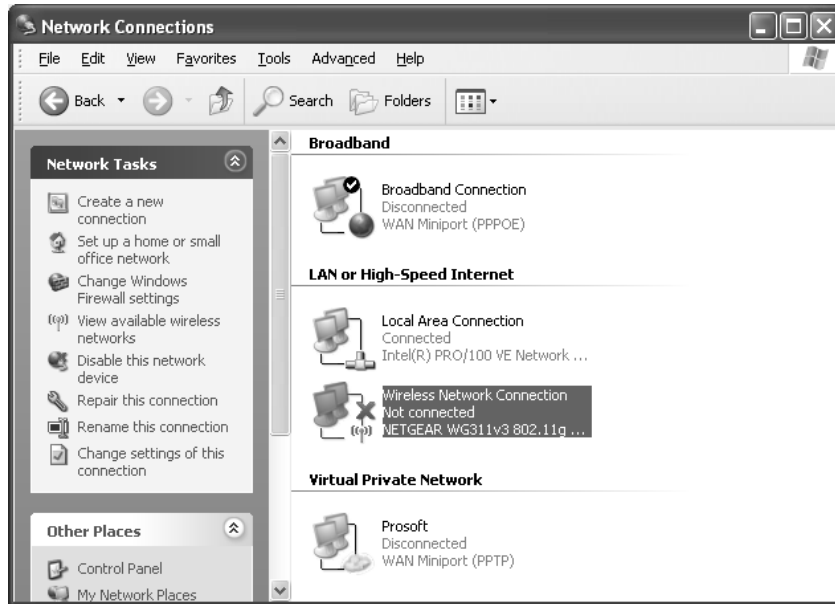 Network Connections
File Edit View Favorites Tools Advanced Help
Back Search Folders
Network Tasks
Create a new
connection
Set up a home or small
office network
Change Windows
Firewall settings
View available wireless
networks
Disable this network
device
Repair this connection
Rename this connection
Change settings of this
connection
Other Places
Control Panel
My Network Places
Broadband
Broadband Connection
Disconnected
WAN Miniport (PPPOE)
LAN or High-Speed Internet
Local Area Connection
Connected
Intel(R) PRO/100 VE Network ...
Wireless Network Connection
Not connected
NETGEAR WG311v3 802.11g ...
Virtual Private Network
Prosoft
Disconnected
WAN Miniport (PPTP)